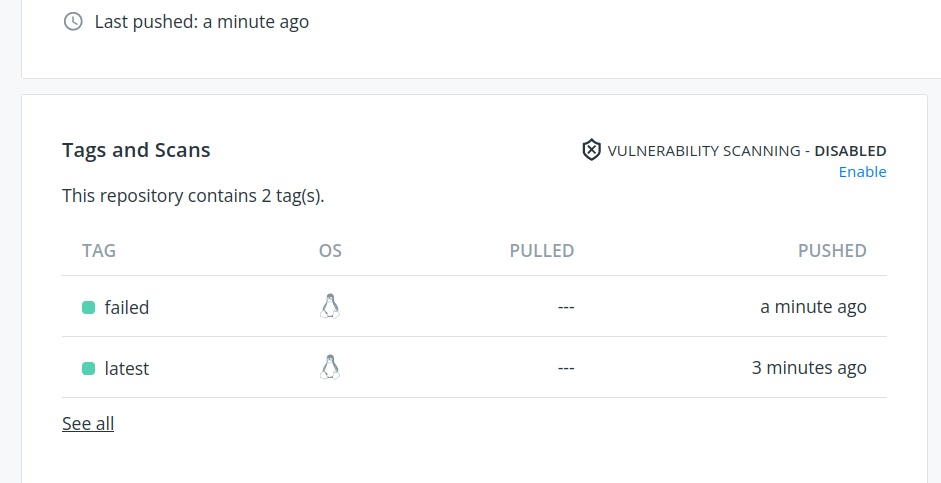 Last pushed: a minute ago
Tags and Scans
VULNERABILITY SCANNING - DISABLED
Enable
This repository contains 2 tag(s).
TAG OS PULLED PUSHED
failed --- a minute ago
latest --- 3 minutes ago
See all